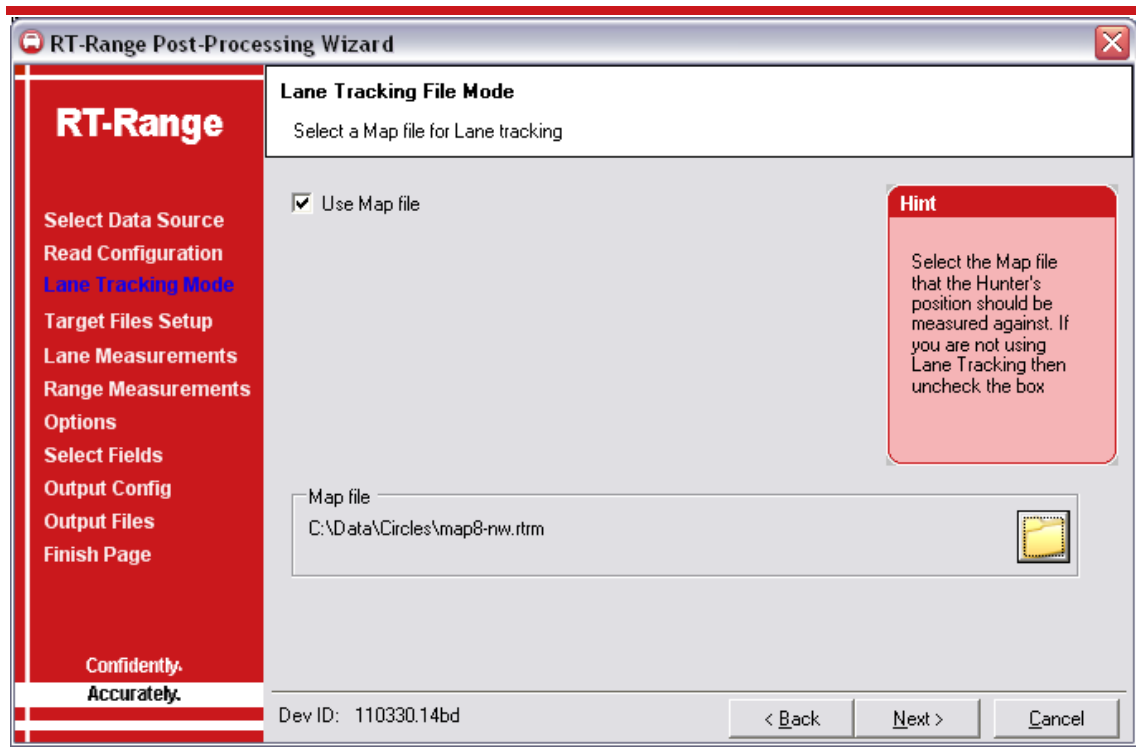 RT-Range Post-Processing Wizard
RT-Range
Select Data Source
Read Configuration
Lane Tracking Mode
Target Files Setup
Lane Measurements
Range Measurements
Options
Select Fields
Output Config
Output Files
Finish Page
Confidently.
Accurately.
Lane Tracking File Mode
Select a Map file for Lane tracking
Use Map file
Hint
Select the Map file
that the Hunter's
position should be
measured against. If
you are not using
Lane Tracking then
uncheck the box
Map file
C:\Data\Circles\map8-nw.rtrm
Dev ID: 110330.14bd
< Back
Next >
Cancel